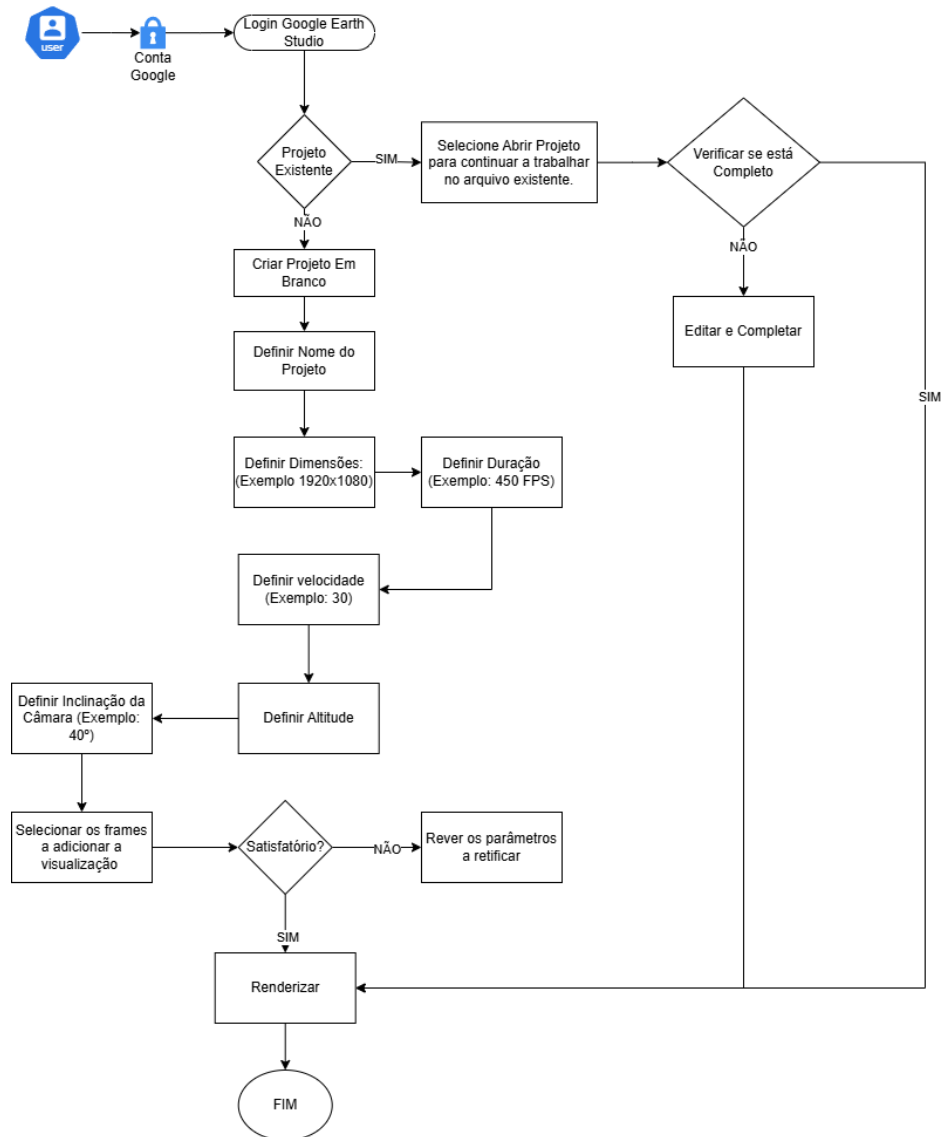 user
Conta
Google
Login Google Earth
Studio
Projeto
Existente
SIM
Selecione Abrir Projeto
para continuar a trabalhar
no arquivo existente.
Verificar se está
Completo
NÃO
NÃO
Criar Projeto Em
Branco
Editar e Completar
Definir Nome do
Projeto
SIM
Definir Dimensões:
(Exemplo 1920x1080)
Definir Duração
(Exemplo: 450 FPS)
Definir velocidade
(Exemplo: 30)
Definir Inclinação da
Câmara (Exemplo:
40º)
Definir Altitude
Selecionar os frames
a adicionar a
visualização
Satisfatório?
NÃO
Rever os parâmetros
a retificar
SIM
Renderizar
FIM